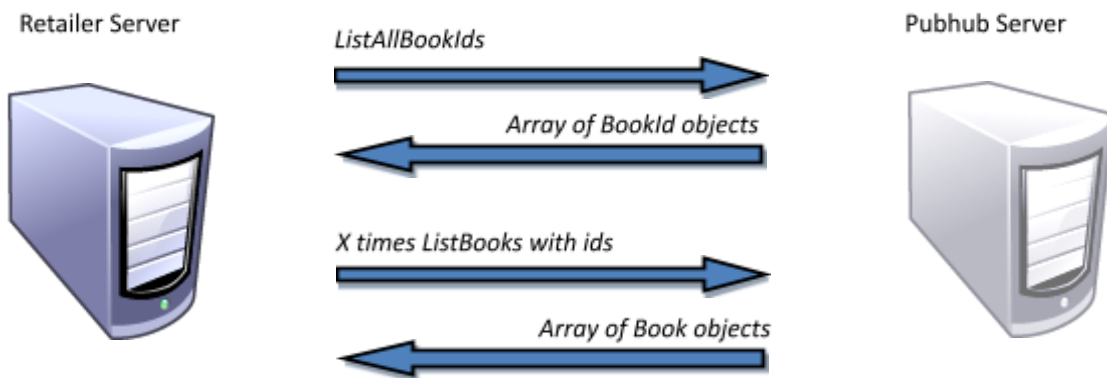 Retailer Server
Pubhub Server
ListAllBookIds
Array of BookId objects
X times ListBooks with ids
Array of Book objects